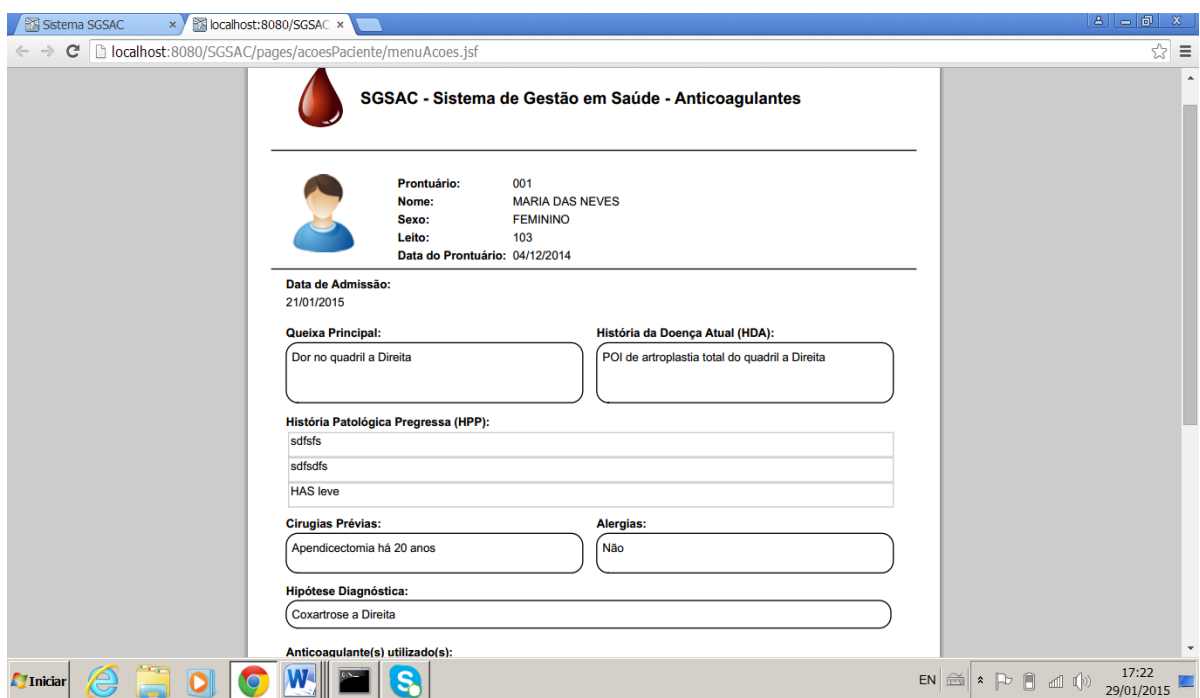 Sistema SGSAC
localhost:8080/SGSAC
localhost:8080/SGSAC/pages/acoesPaciente/menuAcoes.jsf
SGSAC - Sistema de Gestão em Saúde - Anticoagulantes
Prontuário: 001
Nome: MARIA DAS NEVES
Sexo: FEMININO
Leito: 103
Data do Prontuário: 04/12/2014
Data de Admissão:
21/01/2015
Queixa Principal:
Dor no quadril a Direita
História da Doença Atual (HDA):
POI de artroplastia total do quadril a Direita
História Patológica Pregressa (HPP):
sdfsfs
sdfsdfs
HAS leve
Cirugias Prévias:
Apendicectomia há 20 anos
Alergias:
Não
Hipótese Diagnóstica:
Coxartrose a Direita
Anticoagulante(s) utilizado(s):
Iniciar
EN
17:22
29/01/2015